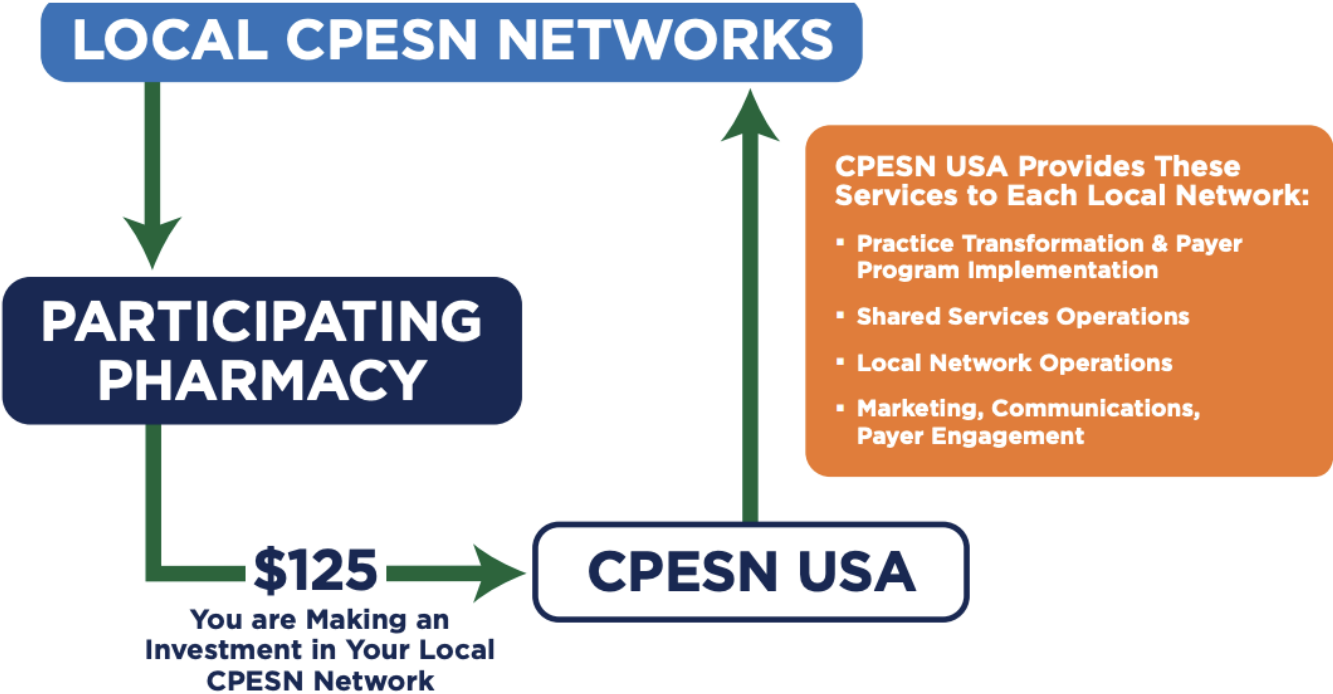 LOCAL CPESN NETWORKS
CPESN USA Provides These
Services to Each Local Network:
▪ Practice Transformation & Payer
Program Implementation
▪ Shared Services Operations
▪ Local Network Operations
▪ Marketing, Communications,
Payer Engagement
PARTICIPATING
PHARMACY
$125
You are Making an
Investment in Your Local
CPESN Network
CPESN USA